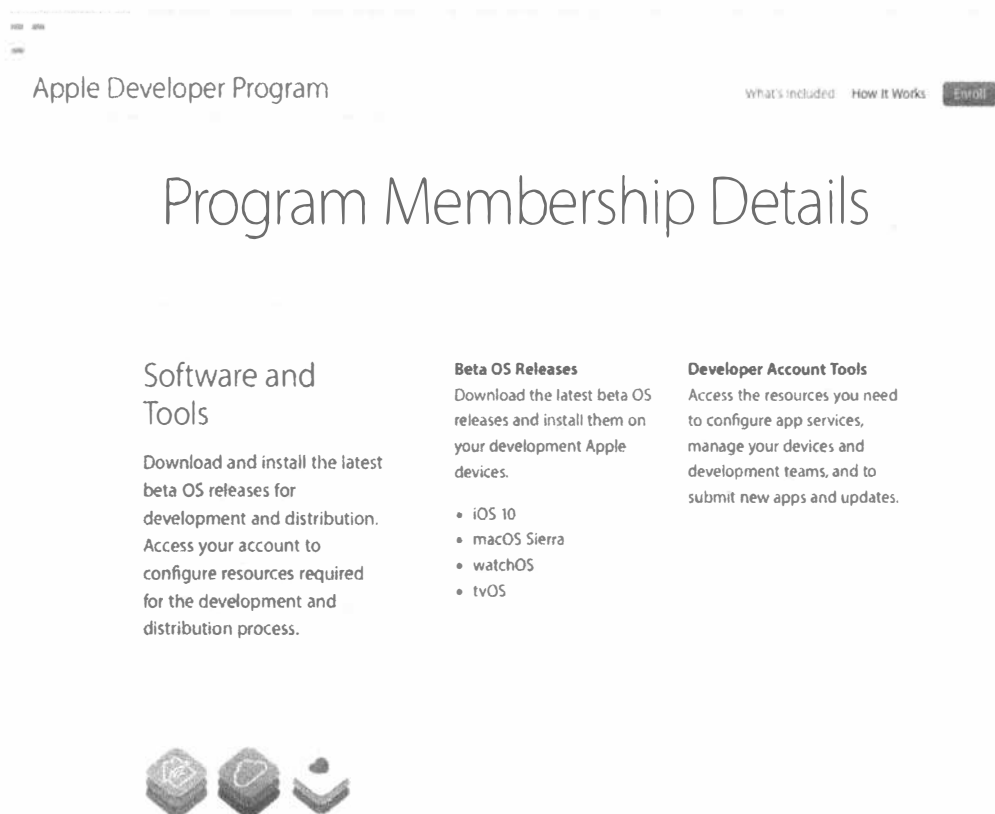 Apple Developer Program
What's Included How It Works Enroll
Program Membership Details
Software and
Tools
Download and install the latest
beta OS releases for
development and distribution.
Access your account to
configure resources required
for the development and
distribution process.
Beta OS Releases
Download the latest beta OS
releases and install them on
your development Apple
devices.
• iOS 10
• macOS Sierra
• watchOS
• tvOS
Developer Account Tools
Access the resources you need
to configure app services,
manage your devices and
development teams, and to
submit new apps and updates.